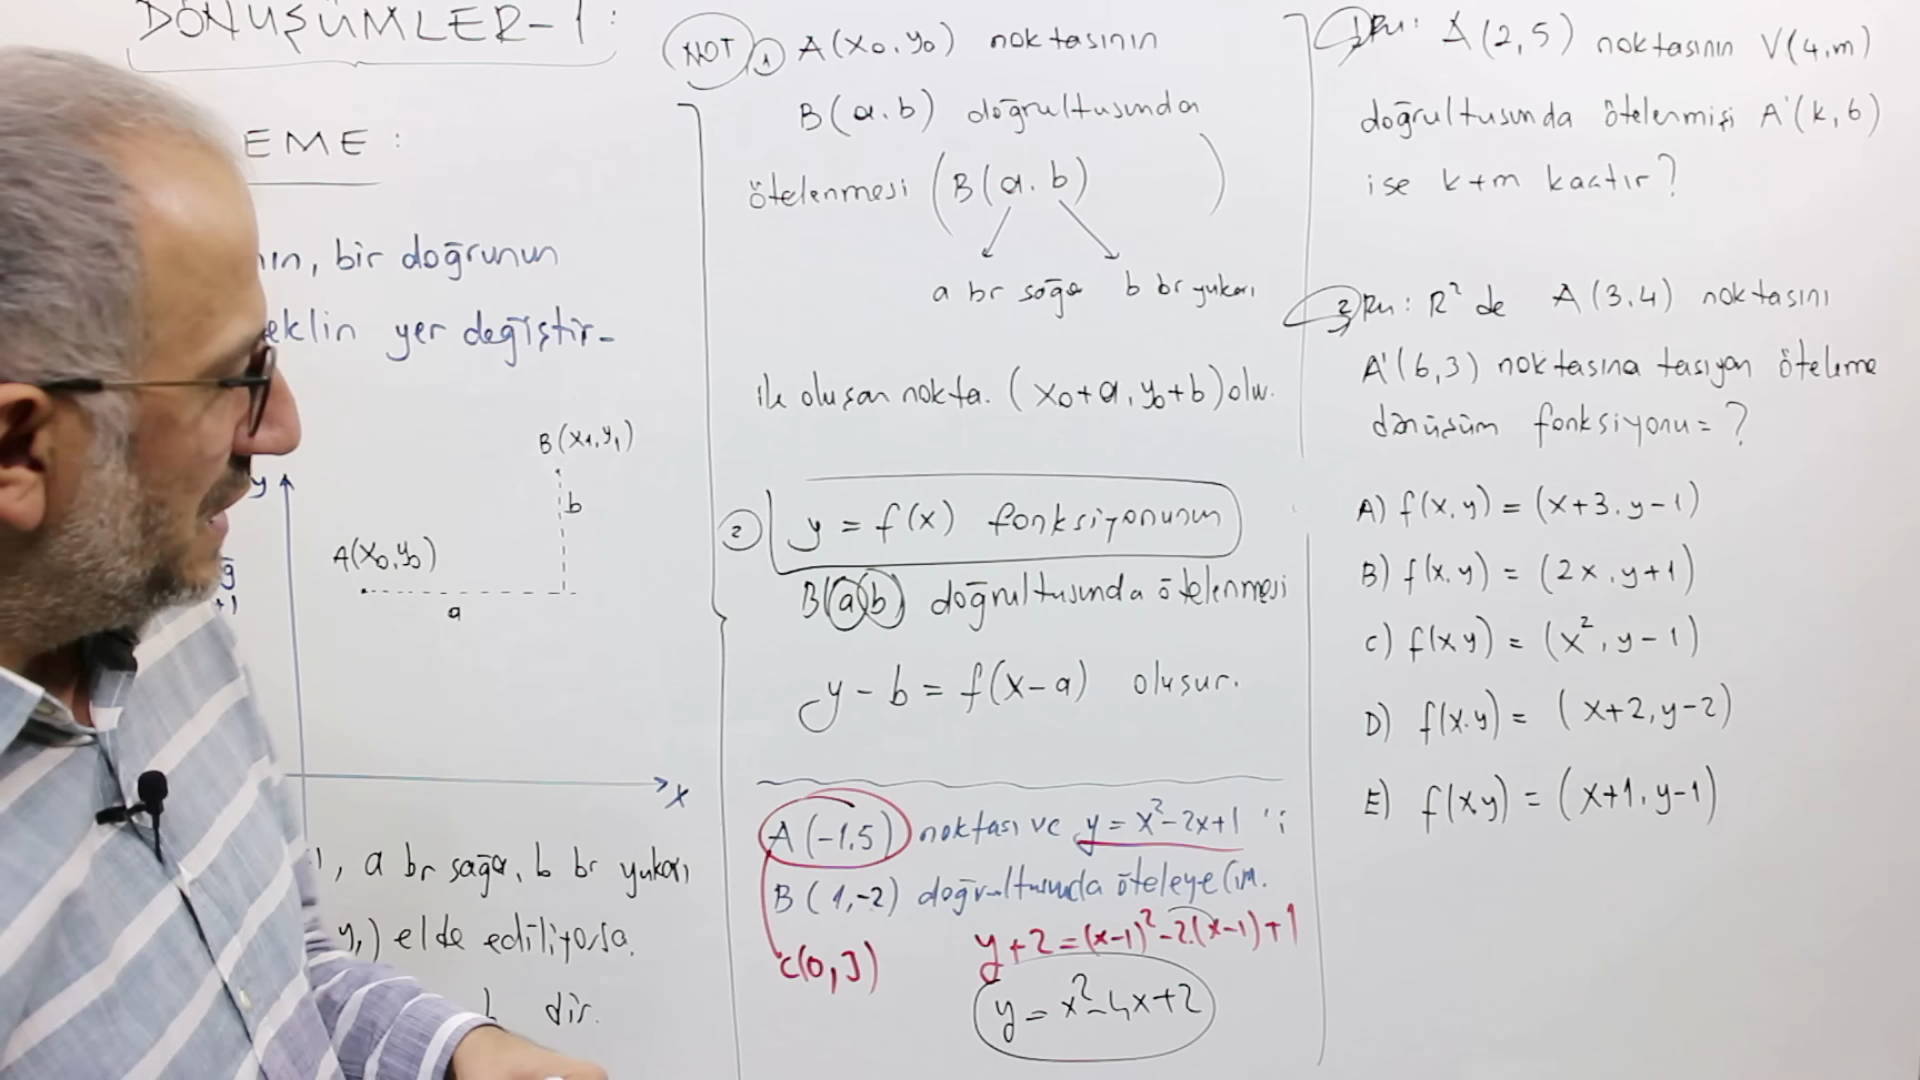 DÖNÜŞÜMLER-1:
EME:
nın, bir doğrunun
eklin yer değiştir-
y
B(x1,y1)
b
A(x0,y0)
a
x
, a br sağa, b br yukarı
y,) elde ediliyorsa.
b dir.
NOT 1 A(x0,y0) noktasının
B(a,b) doğrultusunda
ötelenmesi (B(a,b) )
a br sağa b br yukarı
ile oluşan nokta. (x0+a, y0+b) olur.
2 y = f(x) fonksiyonunun
B(a,b) doğrultusunda ötelenmesi
y - b = f(x-a) oluşur.
A(-1,5) noktası ve y = x²-2x+1 'i
B(1,-2) doğrultusunda öteleyelim.
C(0,3) y+2=(x-1)²-2.(x-1)+1
y = x²-4x+2
1 A(2,5) noktasının V(4,m)
doğrultusunda ötelenmişi A'(k,6)
ise k+m kaçtır?
2 R² de A(3,4) noktasını
A'(6,3) noktasına taşıyan öteleme
dönüşüm fonksiyonu = ?
A) f(x,y) = (x+3,y-1)
B) f(x,y) = (2x,y+1)
C) f(x,y) = (x²,y-1)
D) f(x,y) = (x+2,y-2)
E) f(x,y) = (x+1,y-1)